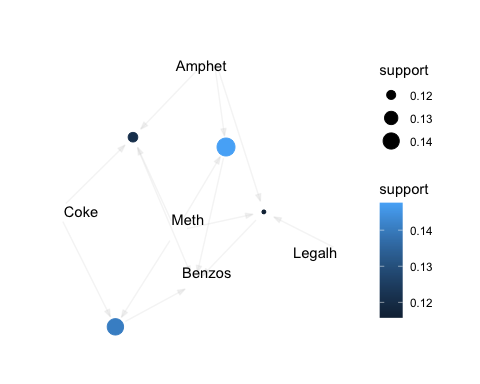 Amphet
Coke
Meth
Benzos
Legalh
support
0.12
0.13
0.14
support
0.14
0.13
0.12